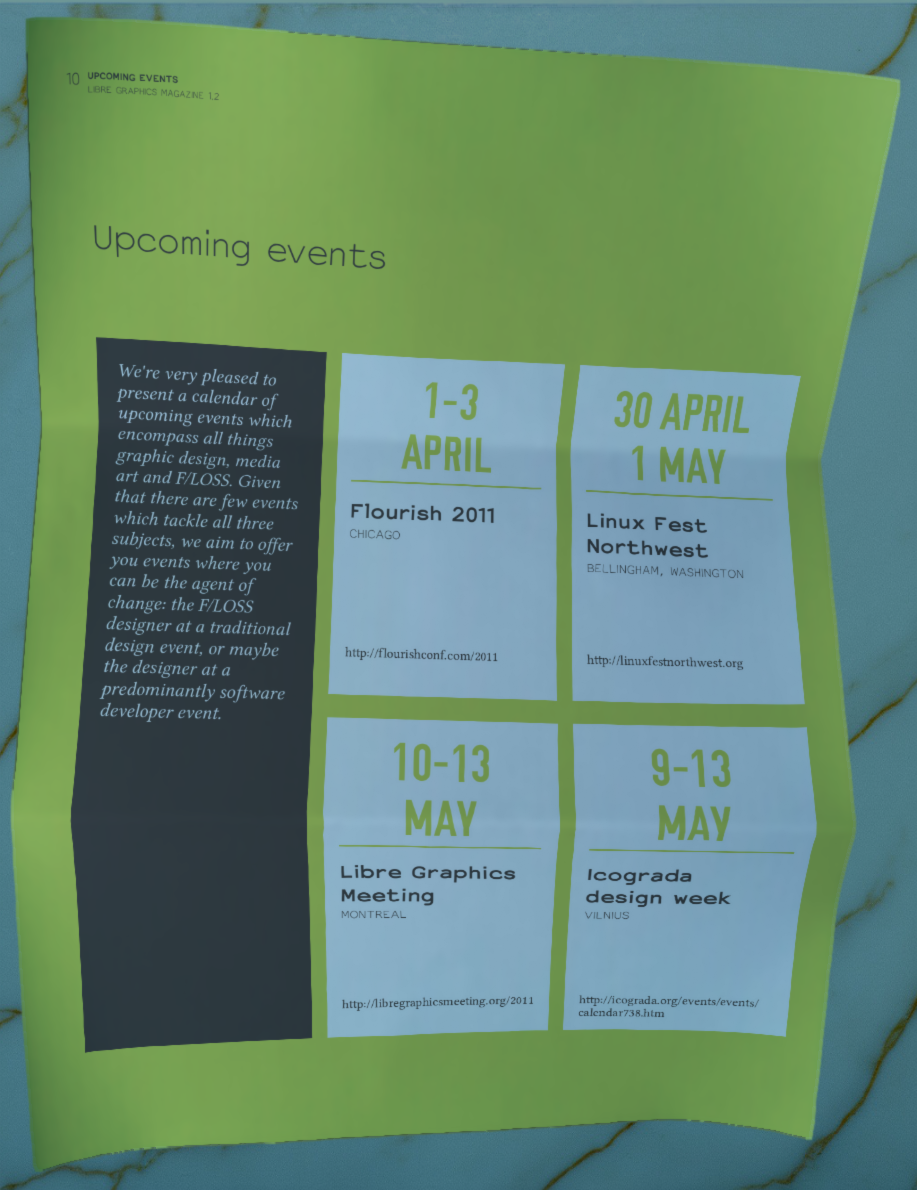 10 UPCOMING EVENTS
LIBRE GRAPHICS MAGAZINE 1.2
Upcoming events
We're very pleased to
present a calendar of
upcoming events which
encompass all things
graphic design, media
art and F/LOSS. Given
that there are few events
which tackle all three
subjects, we aim to offer
you events where you
can be the agent of
change: the F/LOSS
designer at a traditional
design event, or maybe
the designer at a
predominantly software
developer event.
1-3
APRIL
Flourish 2011
CHICAGO
http://flourishconf.com/2011
30 APRIL
1 MAY
Linux Fest
Northwest
BELLINGHAM, WASHINGTON
http://linuxfestnorthwest.org
10-13
MAY
Libre Graphics
Meeting
MONTREAL
http://libregraphicsmeeting.org/2011
9-13
MAY
Icograda
design week
VILNIUS
http://icograda.org/events/events/
calendar738.htm